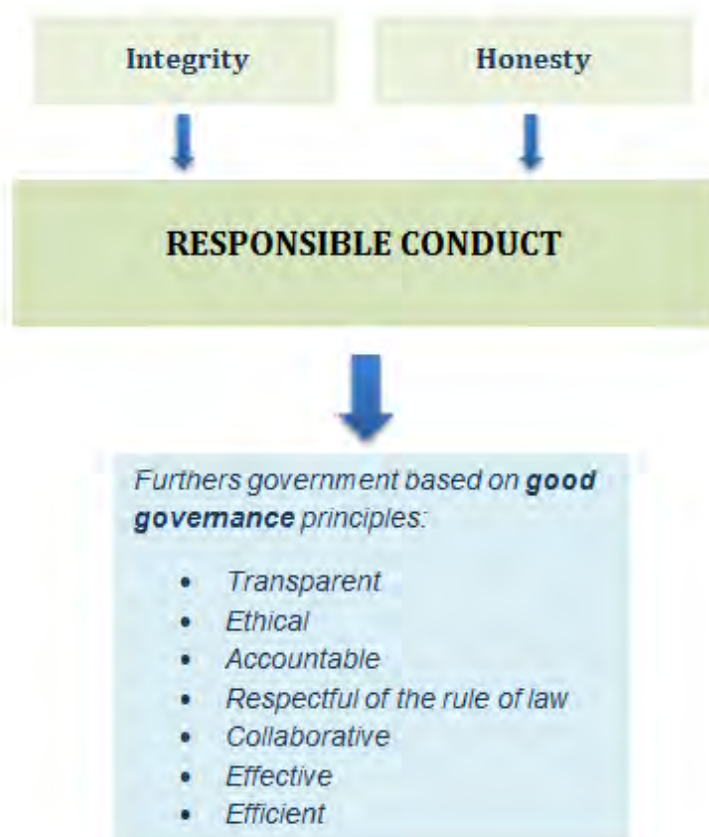 Integrity
Honesty
RESPONSIBLE CONDUCT
Furthers government based on good
governance principles:
• Transparent
• Ethical
• Accountable
• Respectful of the rule of law
• Collaborative
• Effective
• Efficient